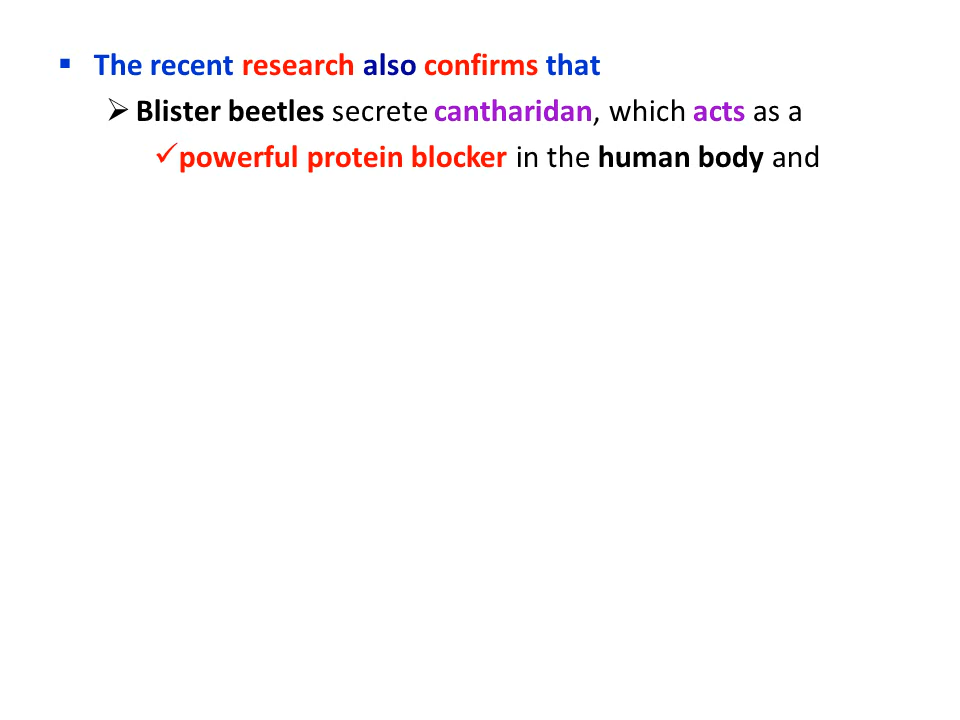 ▪ The recent research also confirms that
➢ Blister beetles secrete cantharidan, which acts as a
✓ powerful protein blocker in the human body and